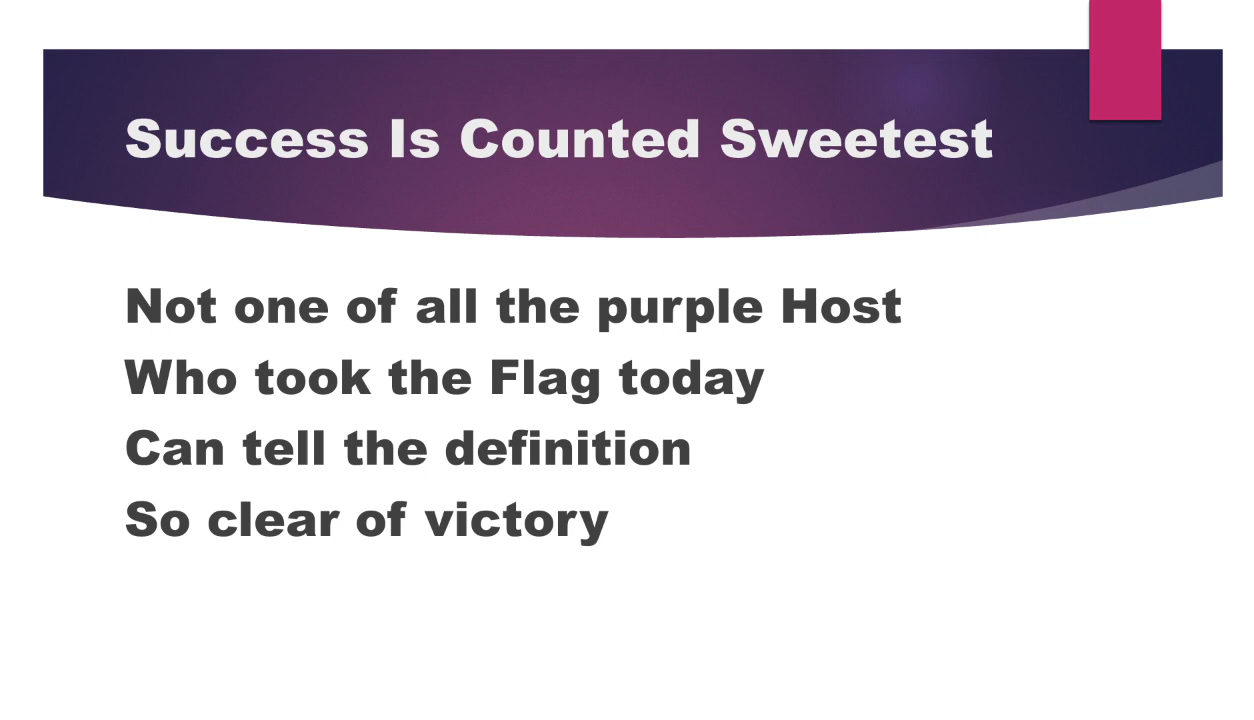 Success Is Counted Sweetest
Not one of all the purple Host
Who took the Flag today
Can tell the definition
So clear of victory